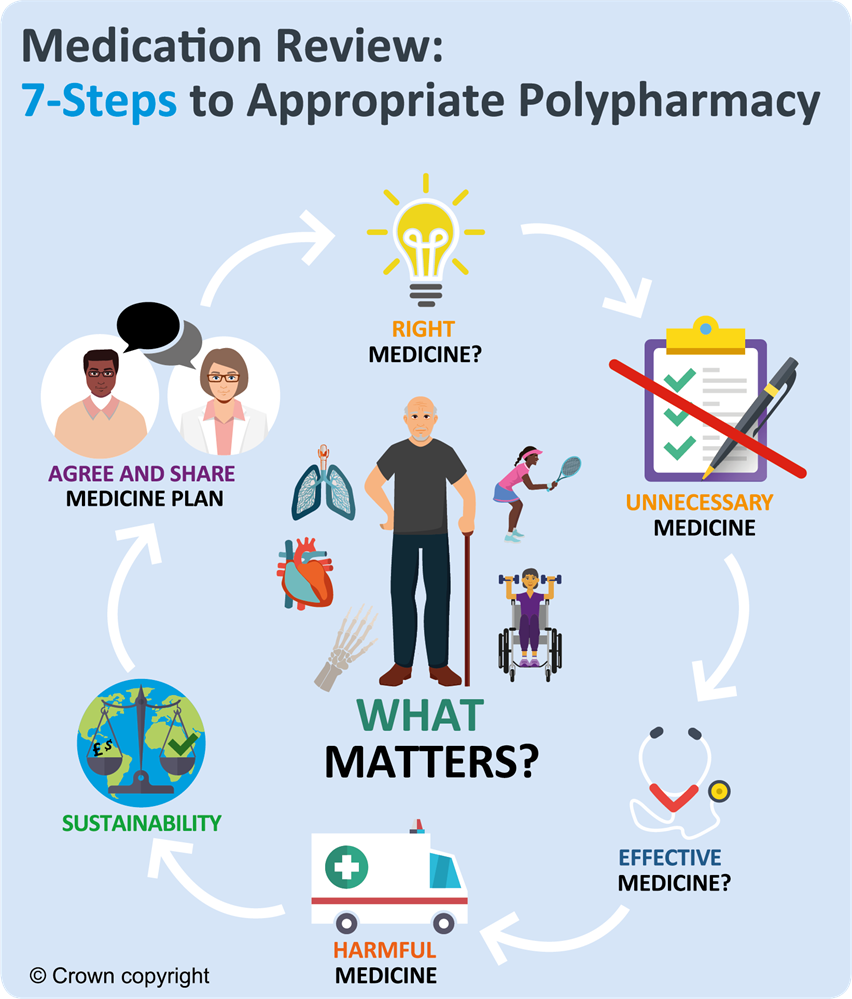 Medication Review:
7-Steps to Appropriate Polypharmacy
RIGHT
MEDICINE?
UNNECESSARY
MEDICINE
EFFECTIVE
MEDICINE?
HARMFUL
MEDICINE
SUSTAINABILITY
£$
AGREE AND SHARE
MEDICINE PLAN
WHAT
MATTERS?
© Crown copyright